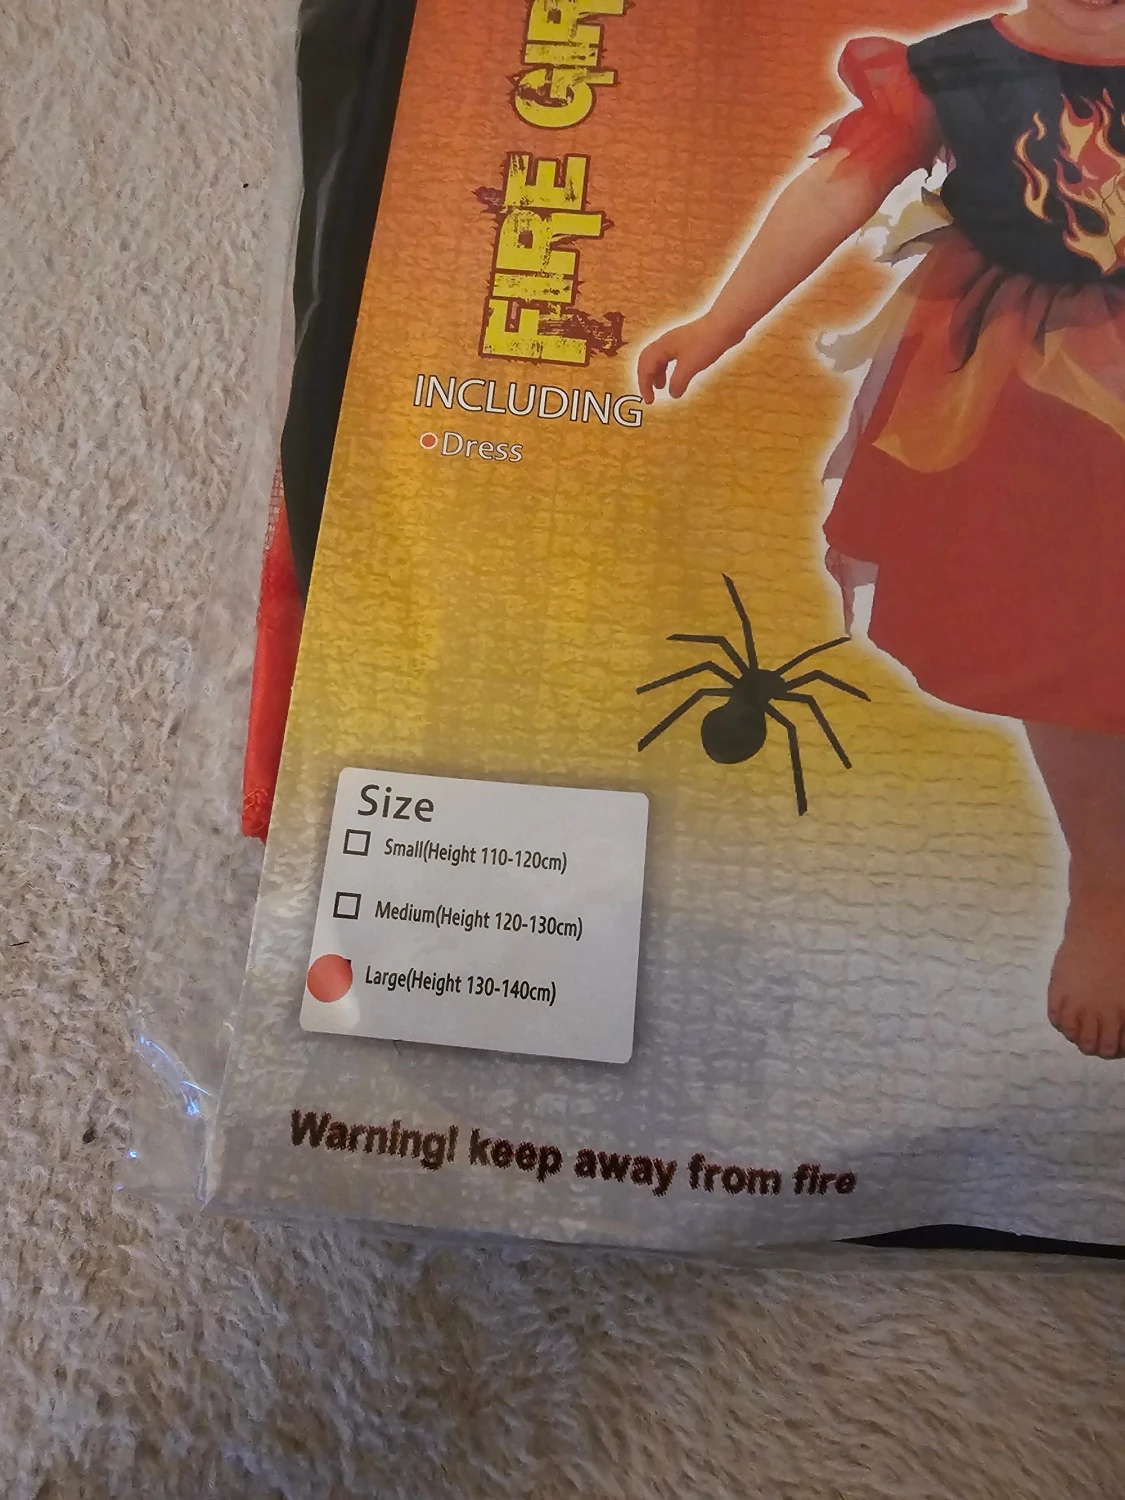 FIRE GIRL
INCLUDING
Dress
Size
Small(Height 110-120cm)
Medium(Height 120-130cm)
Large(Height 130-140cm)
Warning! keep away from fire